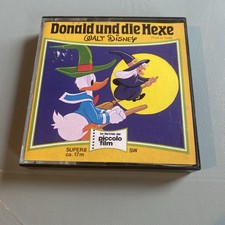 Donald und die Hexe
WALT DISNEY
piccolo
film
SUPER8
SW
ca. 17m